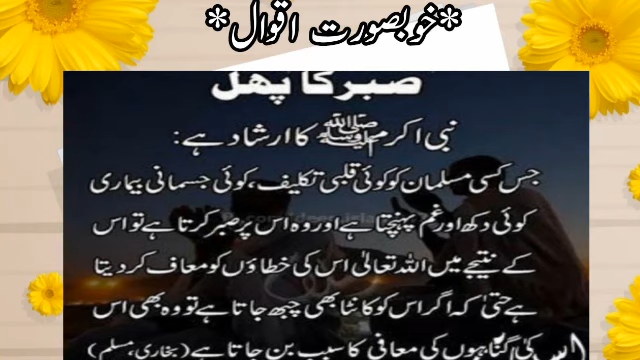 *خوبصورت اقوال*
صبر کا پھل
نبی اکرم ﷺ کا ارشاد ہے:
جس کسی مسلمان کو کوئی قلبی تکلیف، کوئی جسمانی بیماری
کوئی دکھ اور غم پہنچتا ہے اور وہ اس پر صبر کرتا ہے تو اس
کے نتیجے میں اللہ تعالیٰ اس کی خطاؤں کو معاف کر دیتا
ہے حتیٰ کہ اگر اس کو کانٹا بھی چبھ جاتا ہے تو وہ بھی اس
کی گناہوں کی معافی کا سبب بن جاتا ہے (بخاری، مسلم)